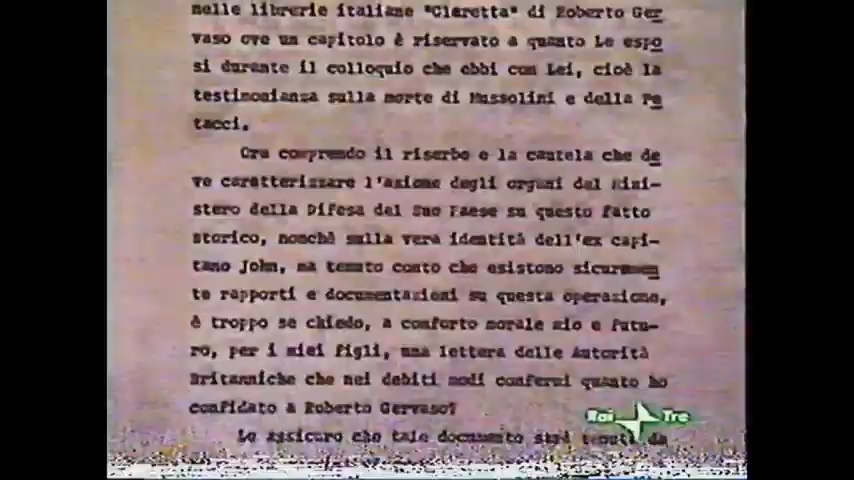 nelle librerie italiane "Claretta" di Roberto Ger
vaso ove un capitolo è riservato a quanto Le espo
si durante il colloquio che ebbi con Lei, cioè la
testimonianza sulla morte di Mussolini e della Pe
tacci.
Ora comprendo il riserbo e la cautela che de
ve caratterizzare l'azione degli organi del Mini-
stero della Difesa del Suo Paese su questo fatto
storico, nonchè sulla vera identità dell'ex capi-
tano John, ma tenuto conto che esistono sicuramen
te rapporti e documentazioni su questa operazione,
è troppo se chiedo, a conforto morale mio e futu-
ro, per i miei figli, una lettera delle Autorità
Britanniche che nei debiti modi confermi quanto ho
confidato a Roberto Gervaso?
Le assicuro che tale documento sarà tenuto da
Rai Tre